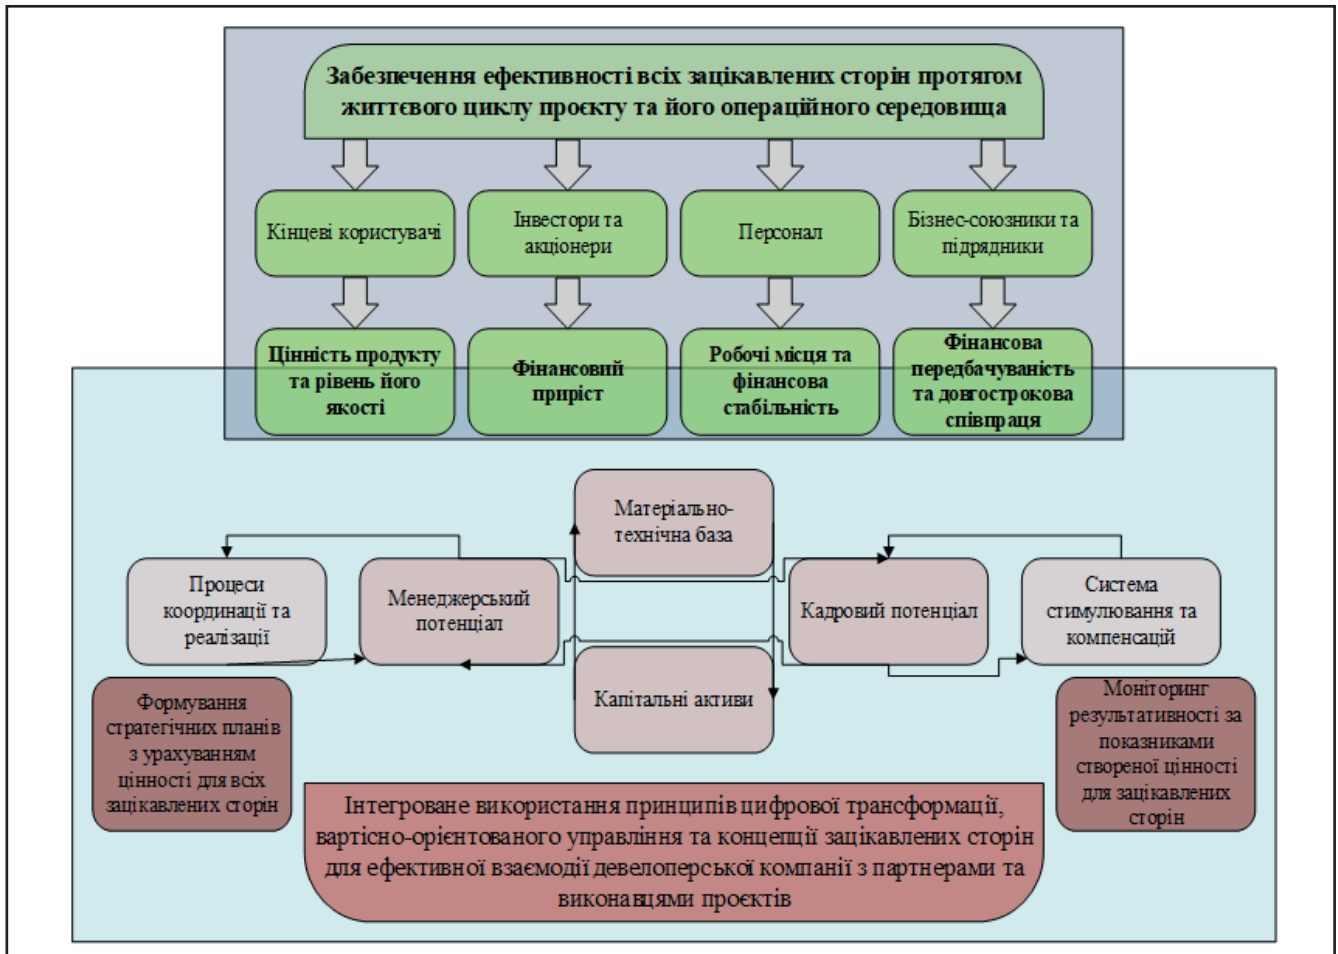 Забезпечення ефективності всіх зацікавлених сторін протягом
життєвого циклу проєкту та його операційного середовища
Кінцеві користувачі
Інвестори та
акціонери
Персонал
Бізнес-союзники та
підрядники
Цінність продукту
та рівень його
якості
Фінансовий
приріст
Робочі місця та
фінансова
стабільність
Фінансова
передбачуваність
та довгострокова
співпраця
Матеріально-
технічна база
Процеси
координації та
реалізації
Менеджерський
потенціал
Кадровий потенціал
Система
стимулювання та
компенсацій
Капітальні активи
Формування
стратегічних планів
з урахуванням
цінності для всіх
зацікавлених сторін
Моніторинг
результативності за
показниками
створеної цінності
для зацікавлених
сторін
Інтегроване використання принципів цифрової трансформації,
вартісно-орієнтованого управління та концепції зацікавлених сторін
для ефективної взаємодії девелоперської компанії з партнерами та
виконавцями проєктів